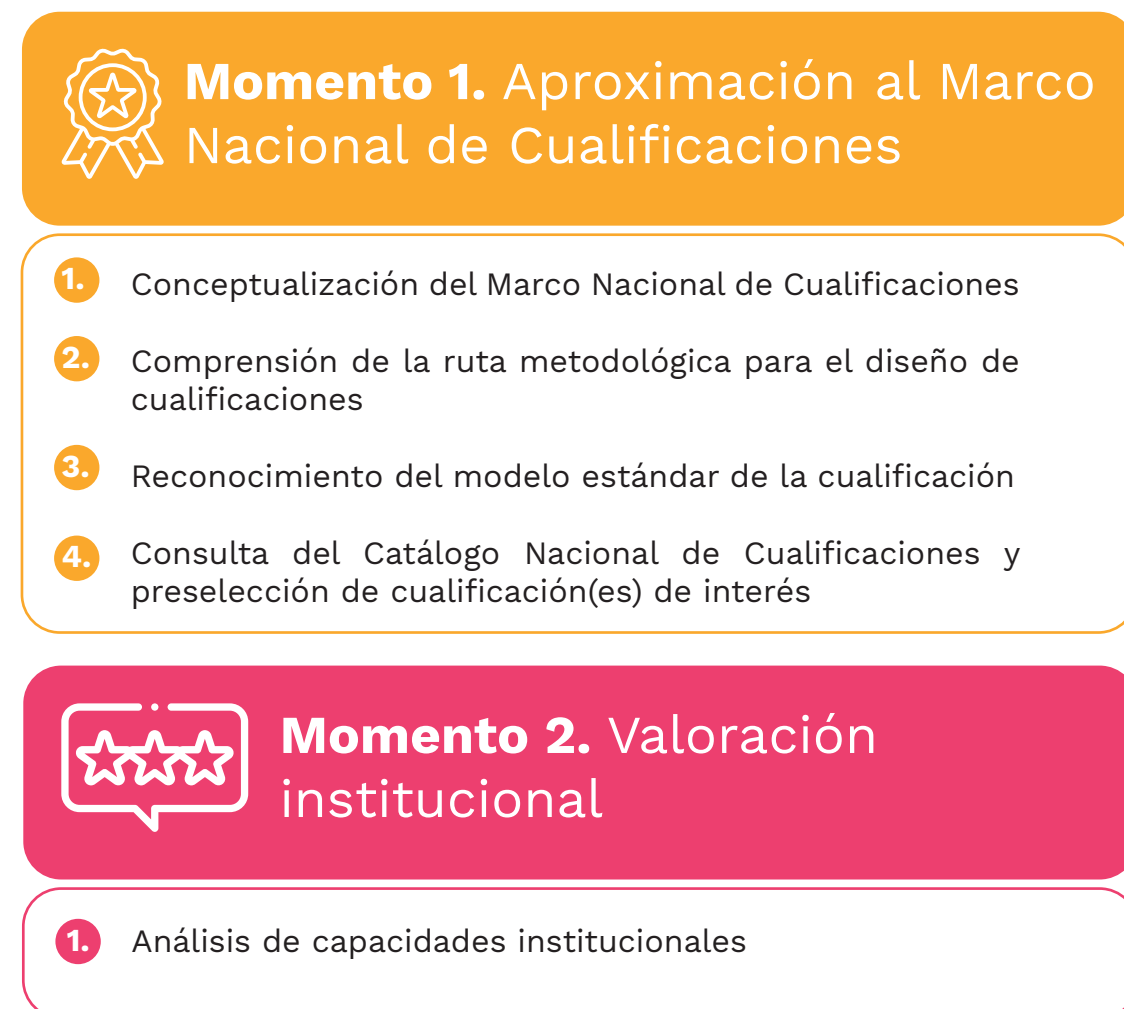 Momento 1. Aproximación al Marco
Nacional de Cualificaciones
1. Conceptualización del Marco Nacional de Cualificaciones
2. Comprensión de la ruta metodológica para el diseño de
cualificaciones
3. Reconocimiento del modelo estándar de la cualificación
4. Consulta del Catálogo Nacional de Cualificaciones y
preselección de cualificación(es) de interés
Momento 2. Valoración
institucional
1. Análisis de capacidades institucionales